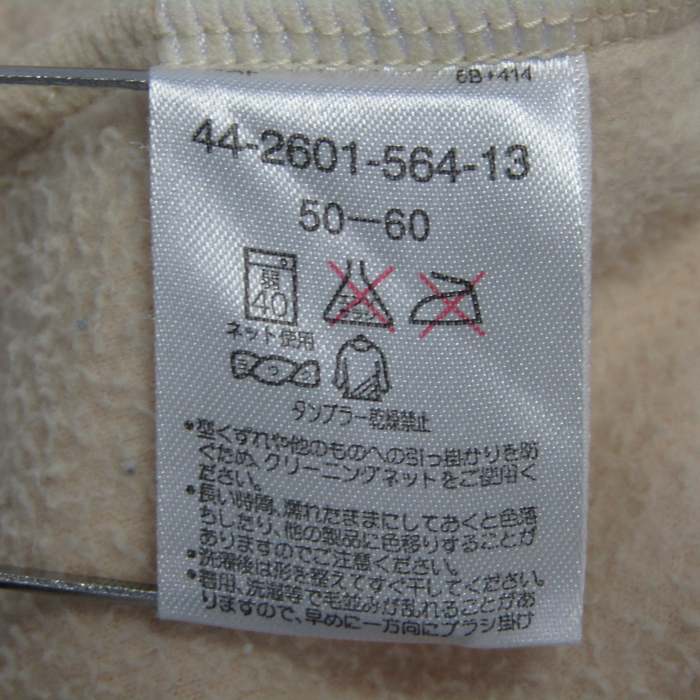 6B+414
44-2601-564-13
50―60
弱
40
エンソ
ネット使用
タンブラー乾燥禁止
•型くずれや他のものへの引っ掛かりを防
ぐため、クリーニングネットをご使用く
ださい。
•長い時間、濡れたままにしておくと色落
ちしたり、他の製品に色移りすることが
ありますのでご注意ください。
•洗濯後は形を整えてすぐ干してください。
•着用、洗濯等で毛並みが乱れることがあ
りますので、早めに一方向にブラシ掛け